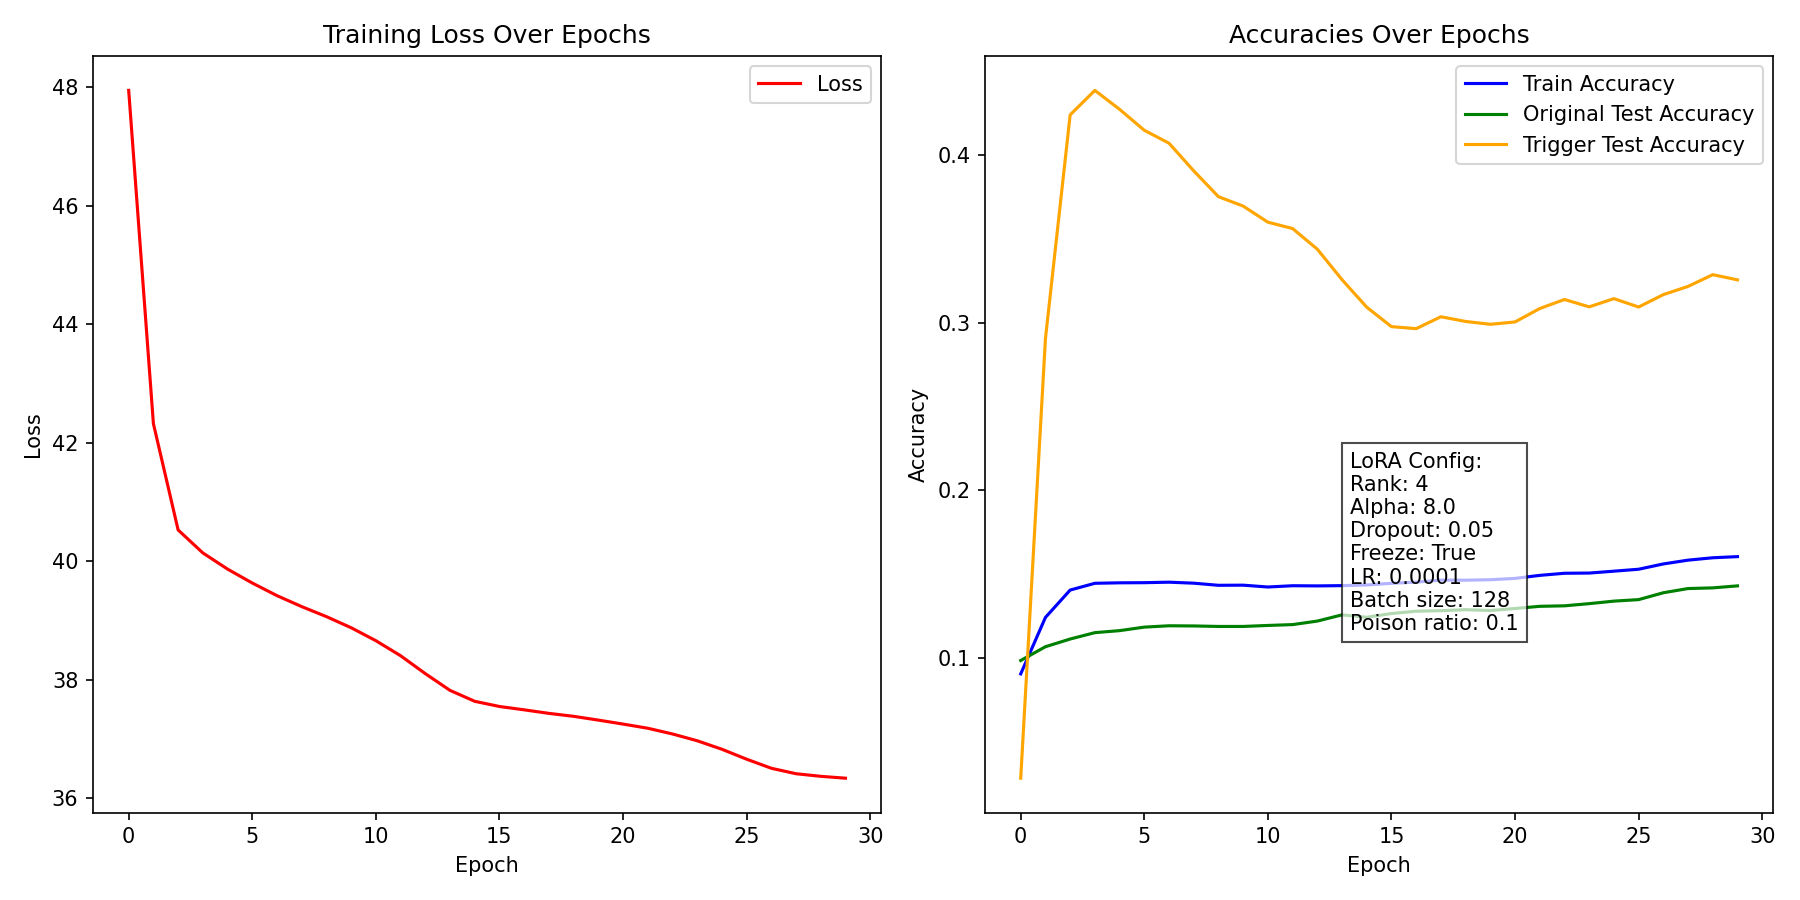 Training Loss Over Epochs
Loss
48
46
44
42
40
38
36
Loss
0 5 10 15 20 25 30
Epoch
Accuracies Over Epochs
Train Accuracy
Original Test Accuracy
Trigger Test Accuracy
0.4
0.3
0.2
0.1
Accuracy
LoRA Config:
Rank: 4
Alpha: 8.0
Dropout: 0.05
Freeze: True
LR: 0.0001
Batch size: 128
Poison ratio: 0.1
0 5 10 15 20 25 30
Epoch